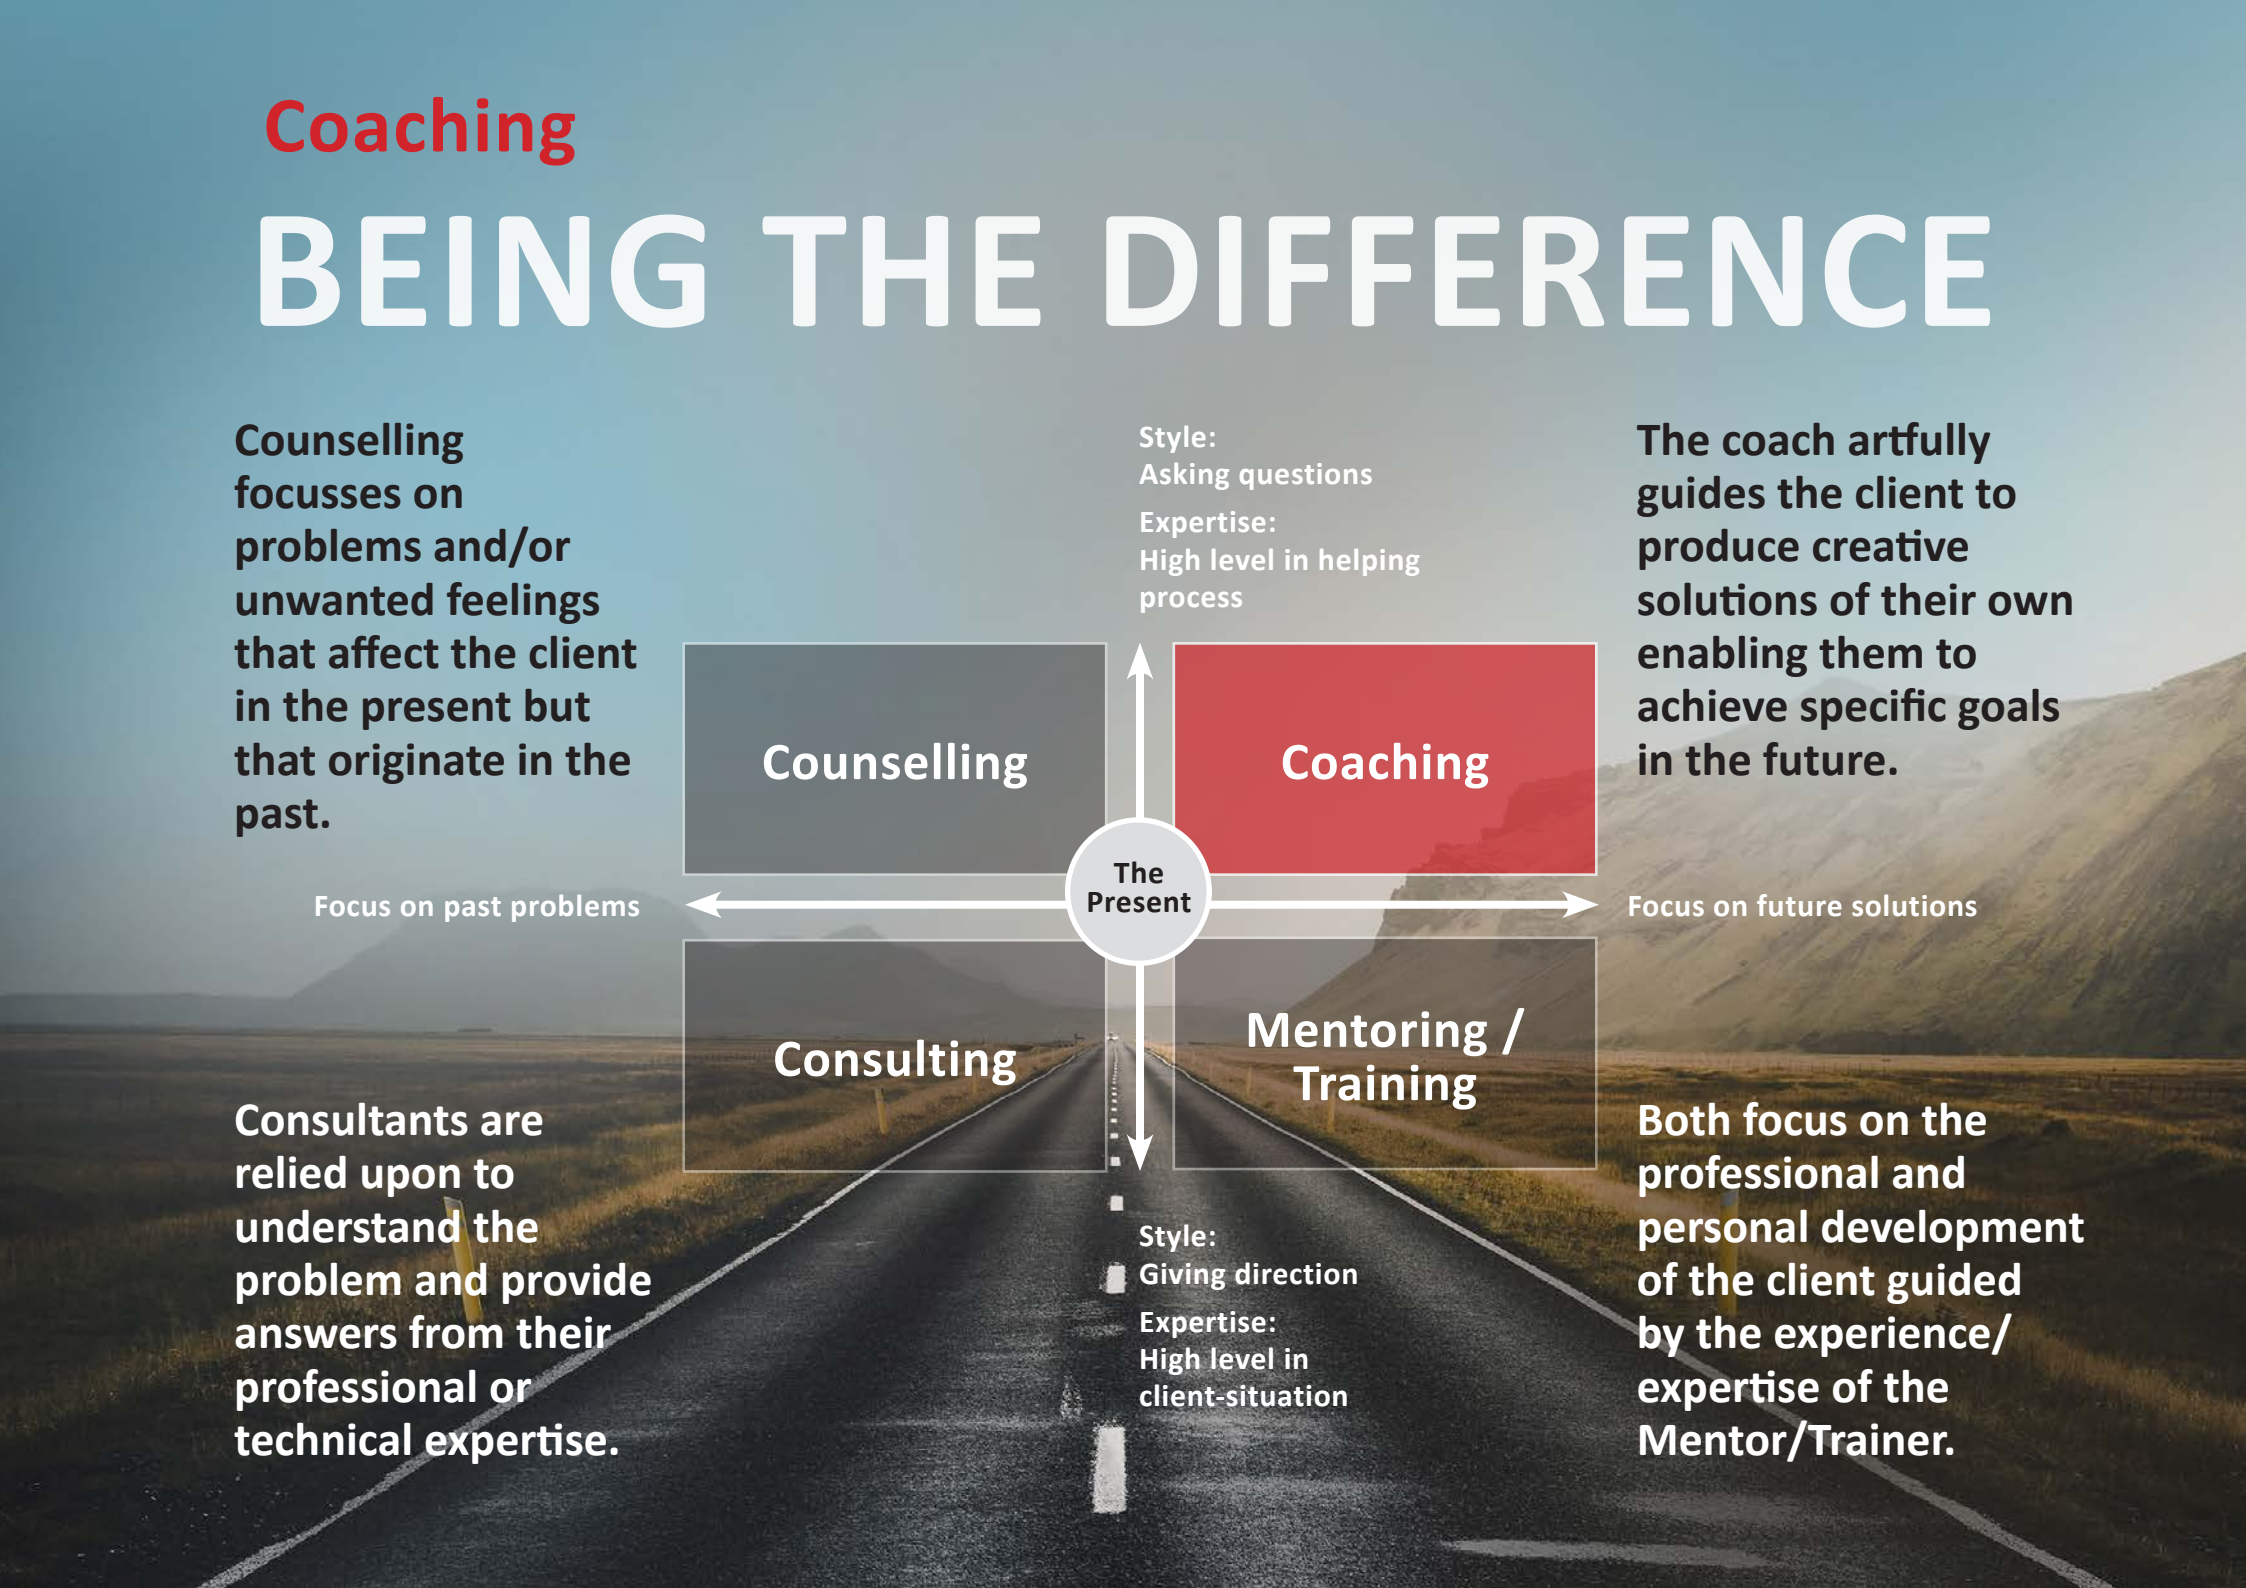 Coaching
BEING THE DIFFERENCE
Counselling
focusses on
problems and/or
unwanted feelings
that affect the client
in the present but
that originate in the
past.
Style:
Asking questions
Expertise:
High level in helping
process
The coach artfully
guides the client to
produce creative
solutions of their own
enabling them to
achieve specific goals
in the future.
Counselling
Coaching
The
Present
Focus on past problems
Focus on future solutions
Consulting
Mentoring /
Training
Consultants are
relied upon to
understand the
problem and provide
answers from their
professional or
technical expertise.
Style:
Giving direction
Expertise:
High level in
client-situation
Both focus on the
professional and
personal development
of the client guided
by the experience/
expertise of the
Mentor/Trainer.